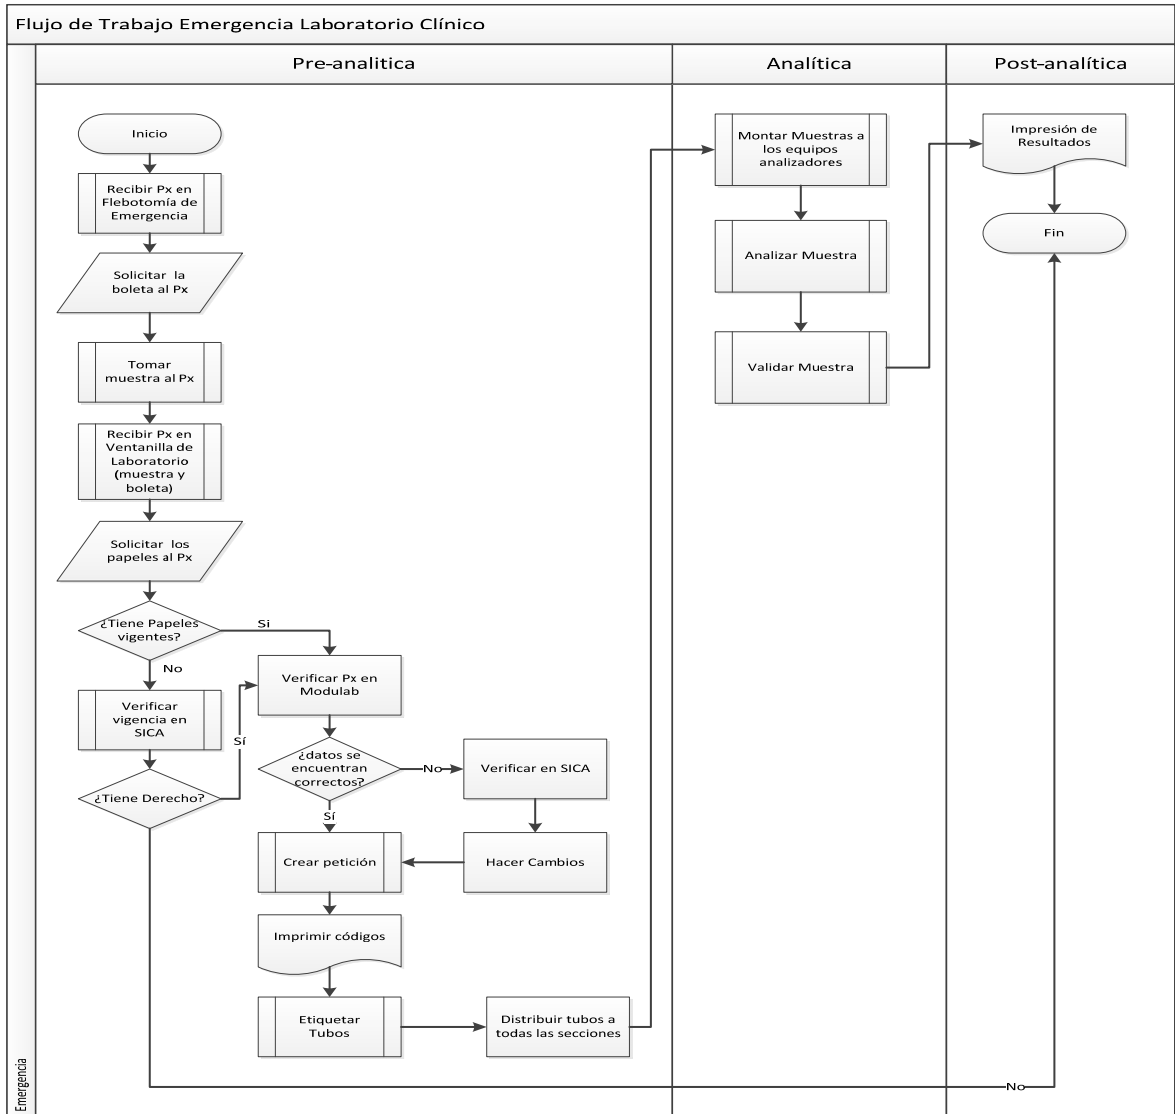 Flujo de Trabajo Emergencia Laboratorio Clínico
Pre-analitica
Analítica
Post-analítica
Emergencia
Inicio
Recibir Px en
Flebotomía de
Emergencia
Solicitar la
boleta al Px
Tomar
muestra al Px
Recibir Px en
Ventanilla de
Laboratorio
(muestra y
boleta)
Solicitar los
papeles al Px
¿Tiene Papeles
vigentes?
Si
No
Verificar
vigencia en
SICA
¿Tiene Derecho?
Sí
Verificar Px en
Modulab
¿datos se
encuentran
correctos?
No
Verificar en SICA
Hacer Cambios
Sí
Crear petición
Imprimir códigos
Etiquetar
Tubos
Distribuir tubos a
todas las secciones
Montar Muestras a
los equipos
analizadores
Analizar Muestra
Validar Muestra
Impresión de
Resultados
Fin
No